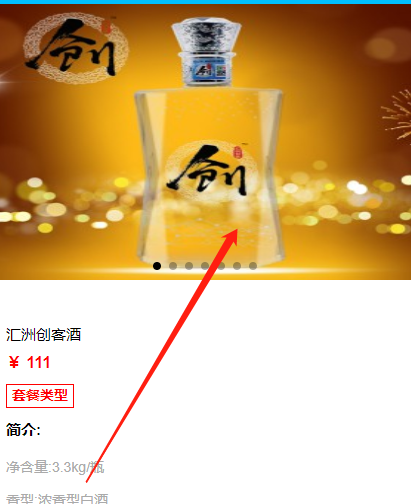 创
创
创
汇洲创客酒
￥ 111
套餐类型
简介:
净含量:3.3kg/瓶
香型:浓香型白酒